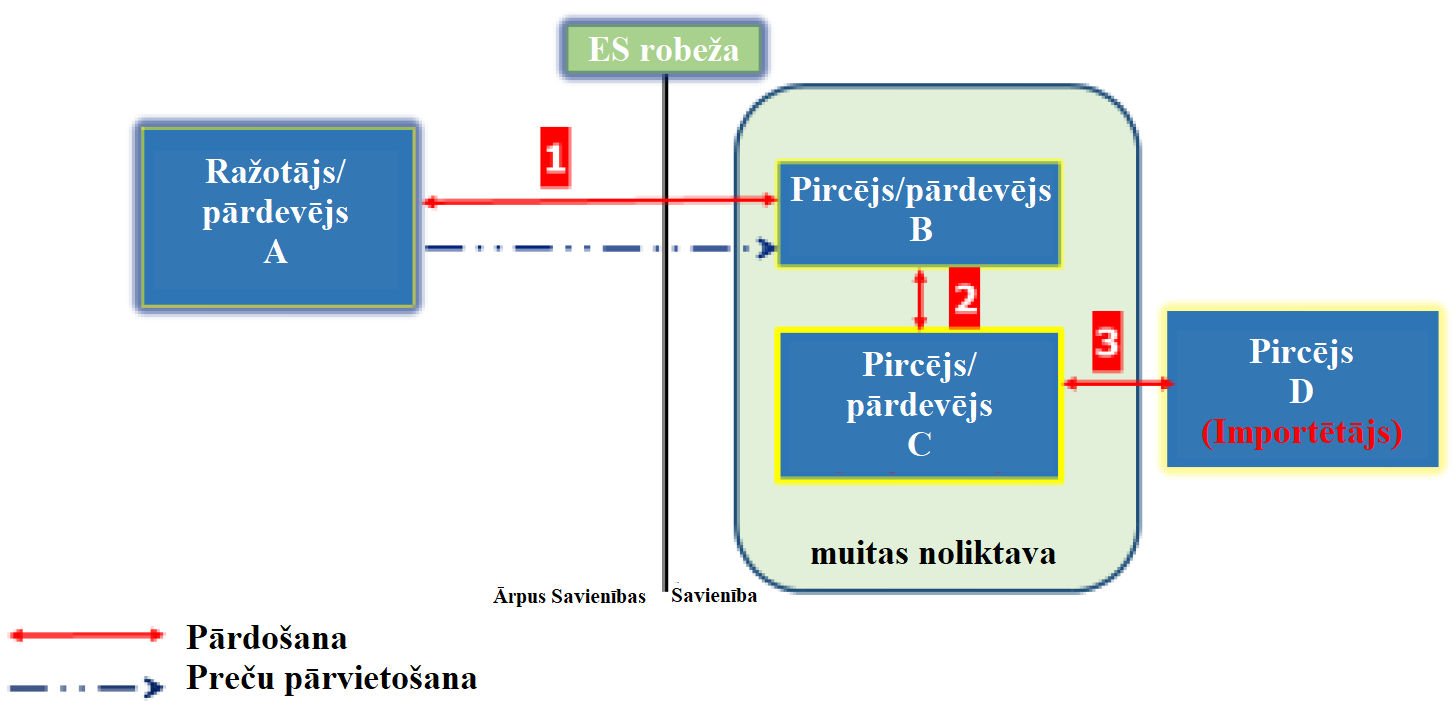 ES robeža
Ražotājs/
pārdevējs
A
1
Pircējs/pārdevējs
B
2
Pircējs/
pārdevējs
C
3
Pircējs
D
(Importētājs)
muitas noliktava
Ārpus Savienības
Savienība
Pārdošana
Preču pārvietošana